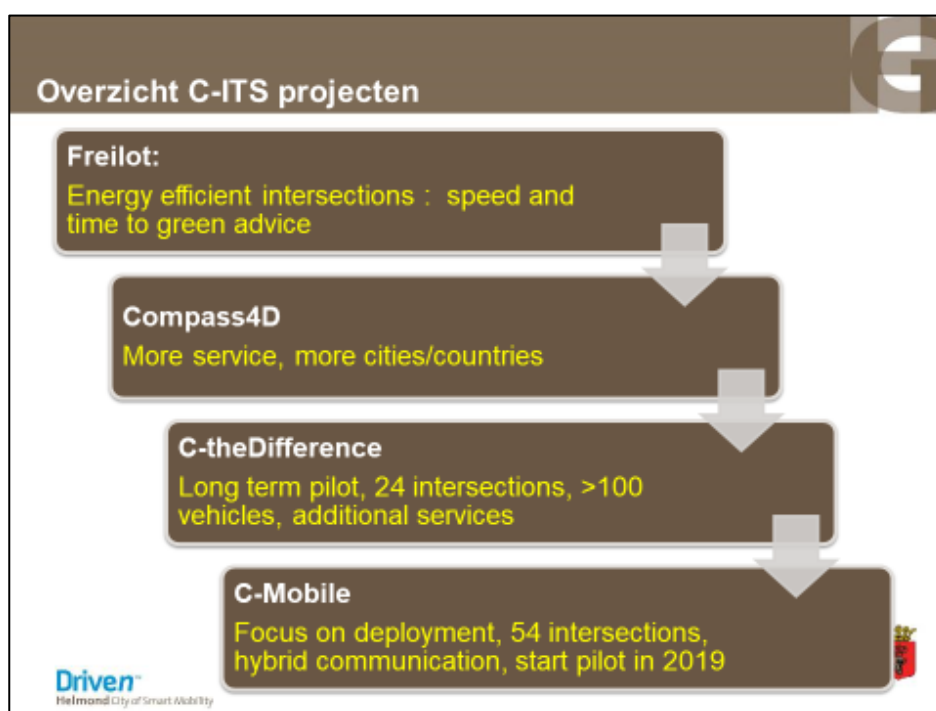 Overzicht C-ITS projecten
Freilot:
Energy efficient intersections : speed and
time to green advice
Compass4D
More service, more cities/countries
C-theDifference
Long term pilot, 24 intersections, >100
vehicles, additional services
C-Mobile
Focus on deployment, 54 intersections,
hybrid communication, start pilot in 2019
Driven
Helmond City of Smart Mobility